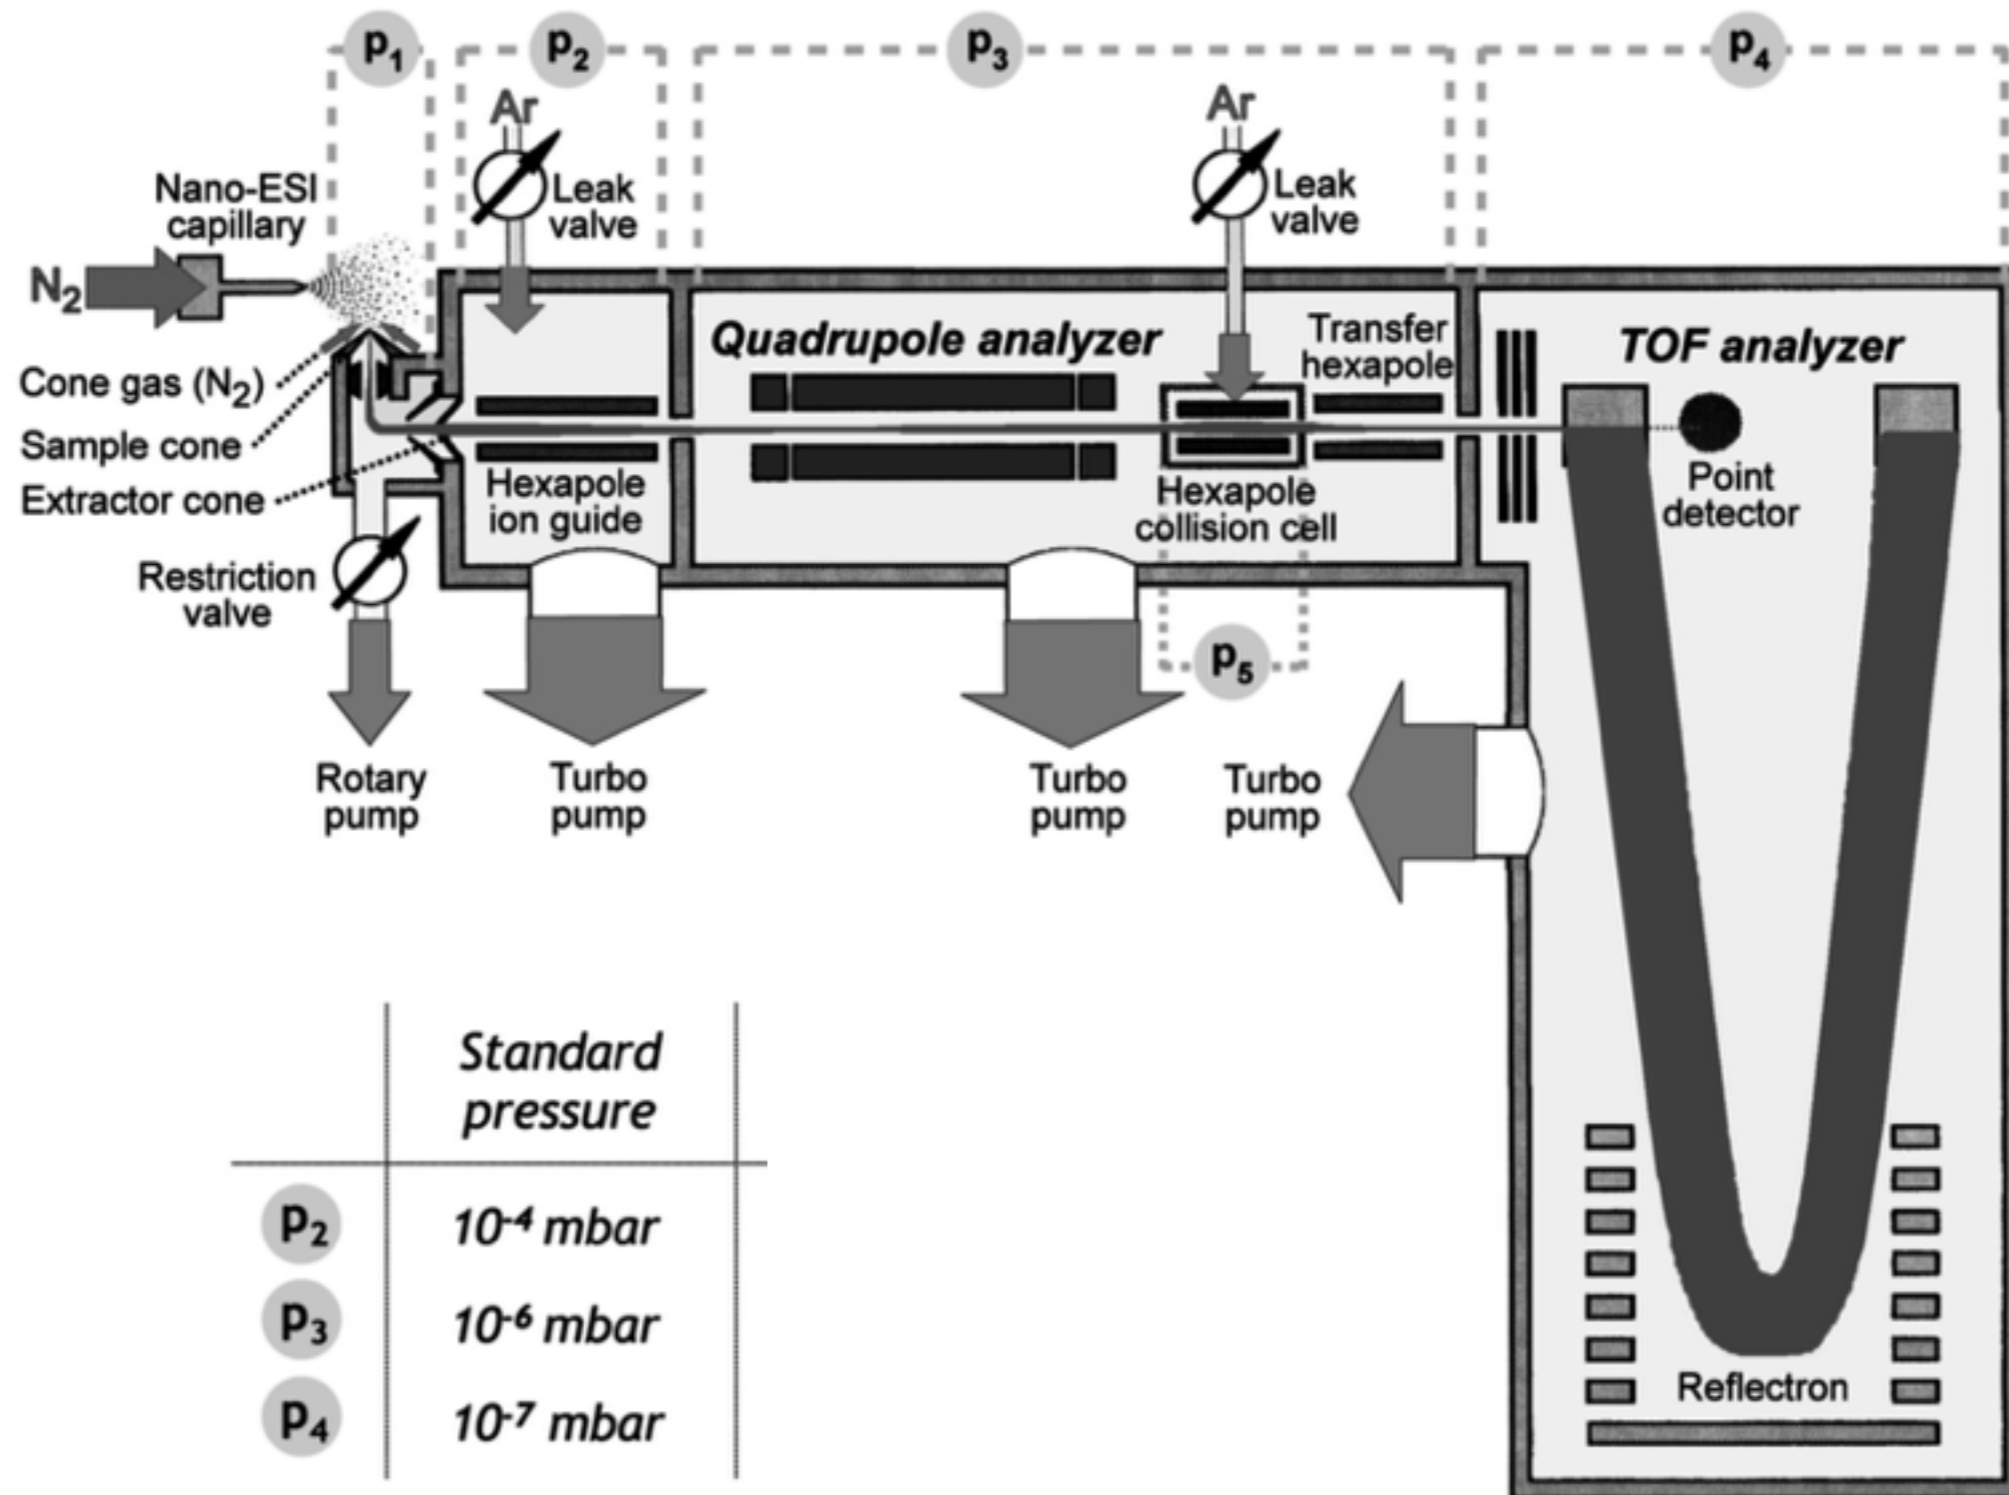 p1
p2
p3
p4
Ar
Ar
Nano-ESI
capillary
Leak
valve
Leak
valve
N2
Quadrupole analyzer
Transfer
hexapole
TOF analyzer
Cone gas (N2)
Sample cone
Extractor cone
Hexapole
ion guide
Hexapole
collision cell
Point
detector
Restriction
valve
p5
Rotary
pump
Turbo
pump
Turbo
pump
Turbo
pump
Standard
pressure
p2 10-4 mbar
p3 10-6 mbar
p4 10-7 mbar
Reflectron